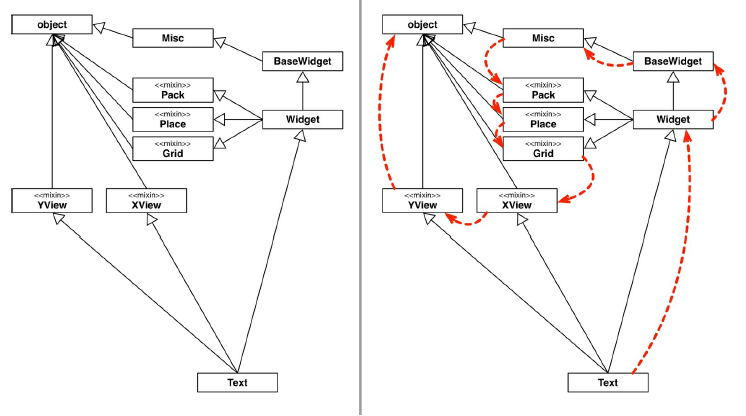 object
Misc
BaseWidget
<<mixin>>
Pack
<<mixin>>
Place
Widget
<<mixin>>
Grid
<<mixin>>
YView
<<mixin>>
XView
Text
object
Misc
BaseWidget
<<mixin>>
Pack
<<mixin>>
Place
Widget
<<mixin>>
Grid
<<mixin>>
YView
<<mixin>>
XView
Text